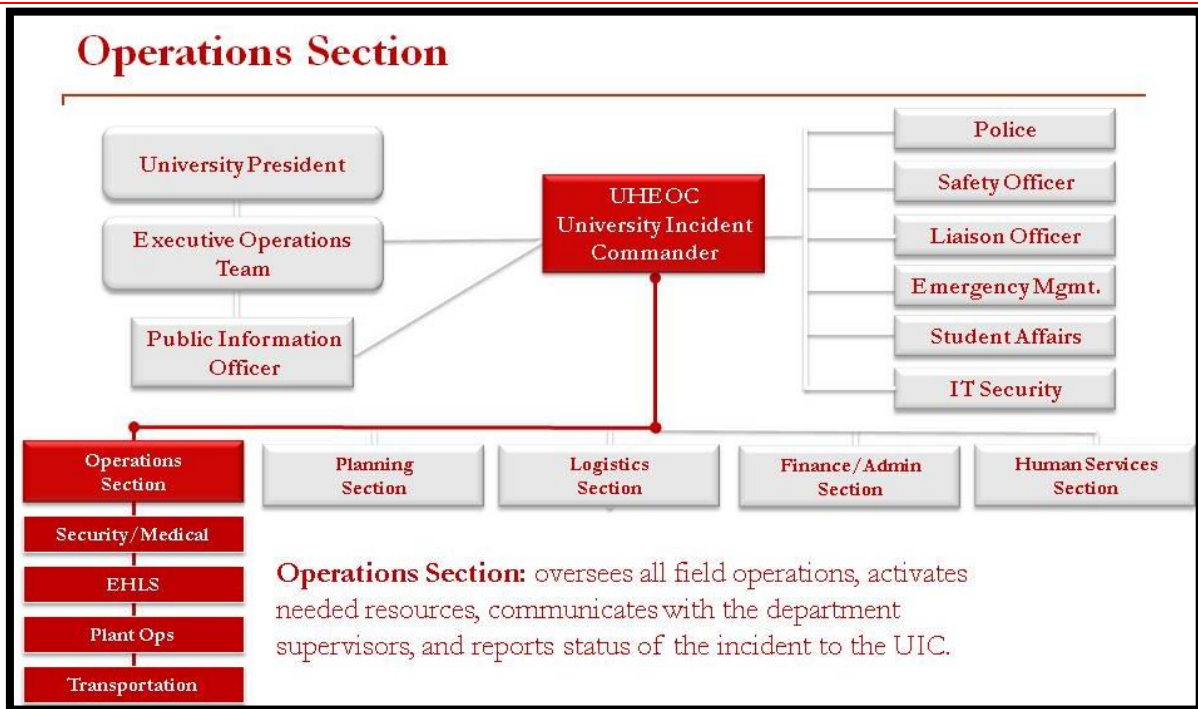 Operations Section
University President
Executive Operations
Team
Public Information
Officer
UHEOC
University Incident
Commander
Police
Safety Officer
Liaison Officer
Emergency Mgmt.
Student Affairs
IT Security
Operations
Section
Planning
Section
Logistics
Section
Finance/Admin
Section
Human Services
Section
Security/Medical
EHLS
Plant Ops
Transportation
Operations Section: oversees all field operations, activates
needed resources, communicates with the department
supervisors, and reports status of the incident to the UIC.